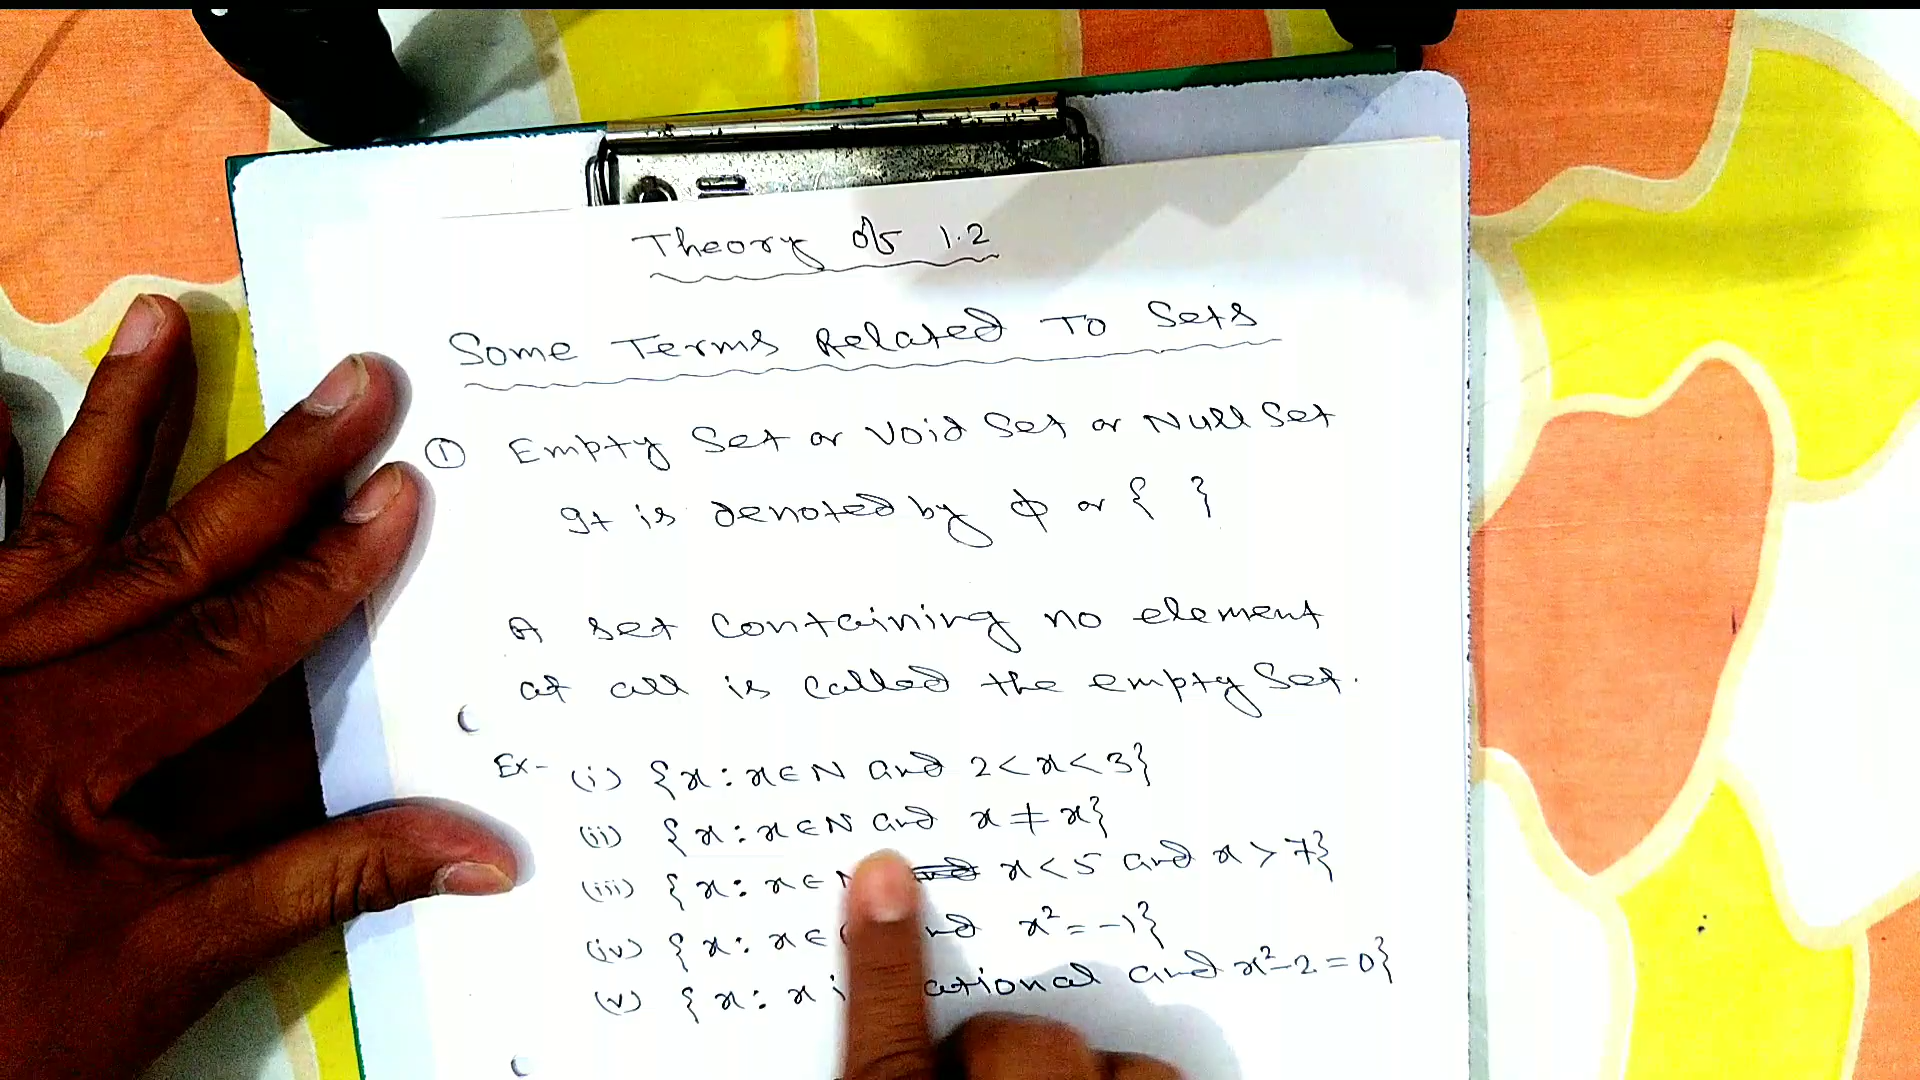 Theory of 1.2
Some Terms Related To Sets
① Empty Set or Void Set or Null Set
It is denoted by ϕ or { }
A set containing no element
at all is called the empty Set.
Ex- (i) {x : x ∈ N and 2 < x < 3}
(ii) {x : x ∈ N and x ≠ x}
(iii) {x : x ∈ x < 5 and x > 7}
(iv) {x : x ∈ x² = -1}
(v) {x : x and x² - 2 = 0}